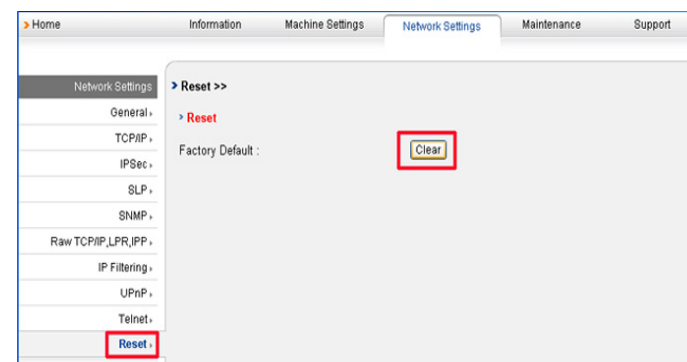 Home Information Machine Settings Network Settings Maintenance Support
Network Settings
General
TCP/IP
IPSec
SLP
SNMP
Raw TCP/IP,LPR,IPP
IP Filtering
UPnP
Telnet
Reset
Reset >>
Reset
Factory Default : Clear